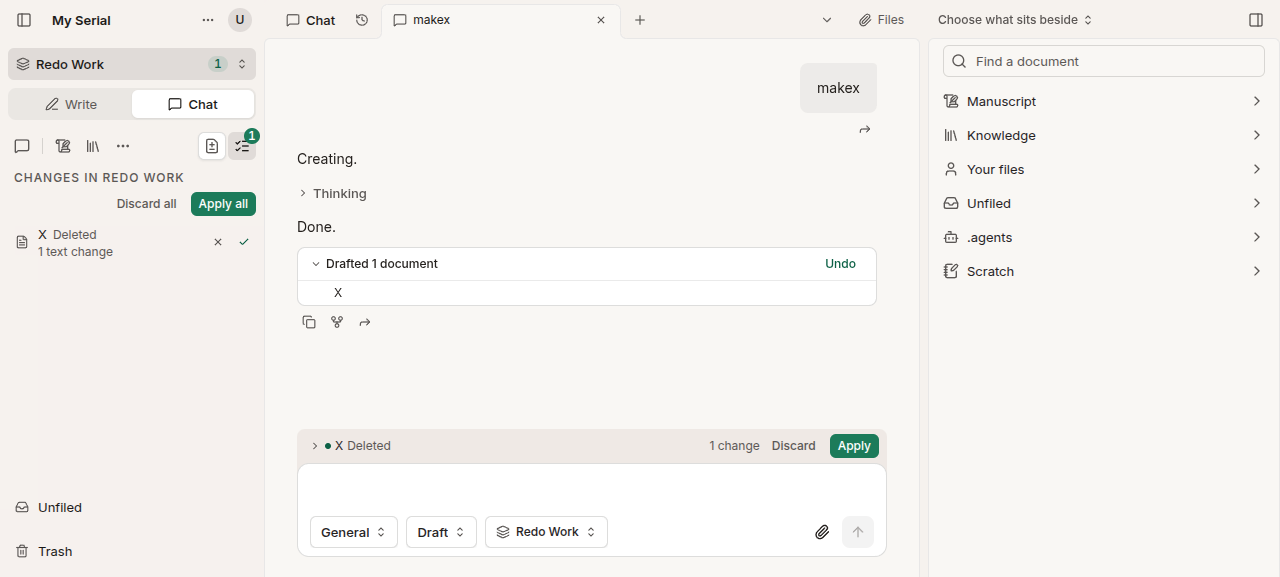 My Serial
U
Redo Work
1
Write
Chat
1
CHANGES IN REDO WORK
Discard all
Apply all
X Deleted
1 text change
Unfiled
Trash
Chat
makex
Files
makex
Creating.
Thinking
Done.
Drafted 1 document
Undo
X
X Deleted
1 change
Discard
Apply
General
Draft
Redo Work
Choose what sits beside
Find a document
Manuscript
Knowledge
Your files
Unfiled
.agents
Scratch